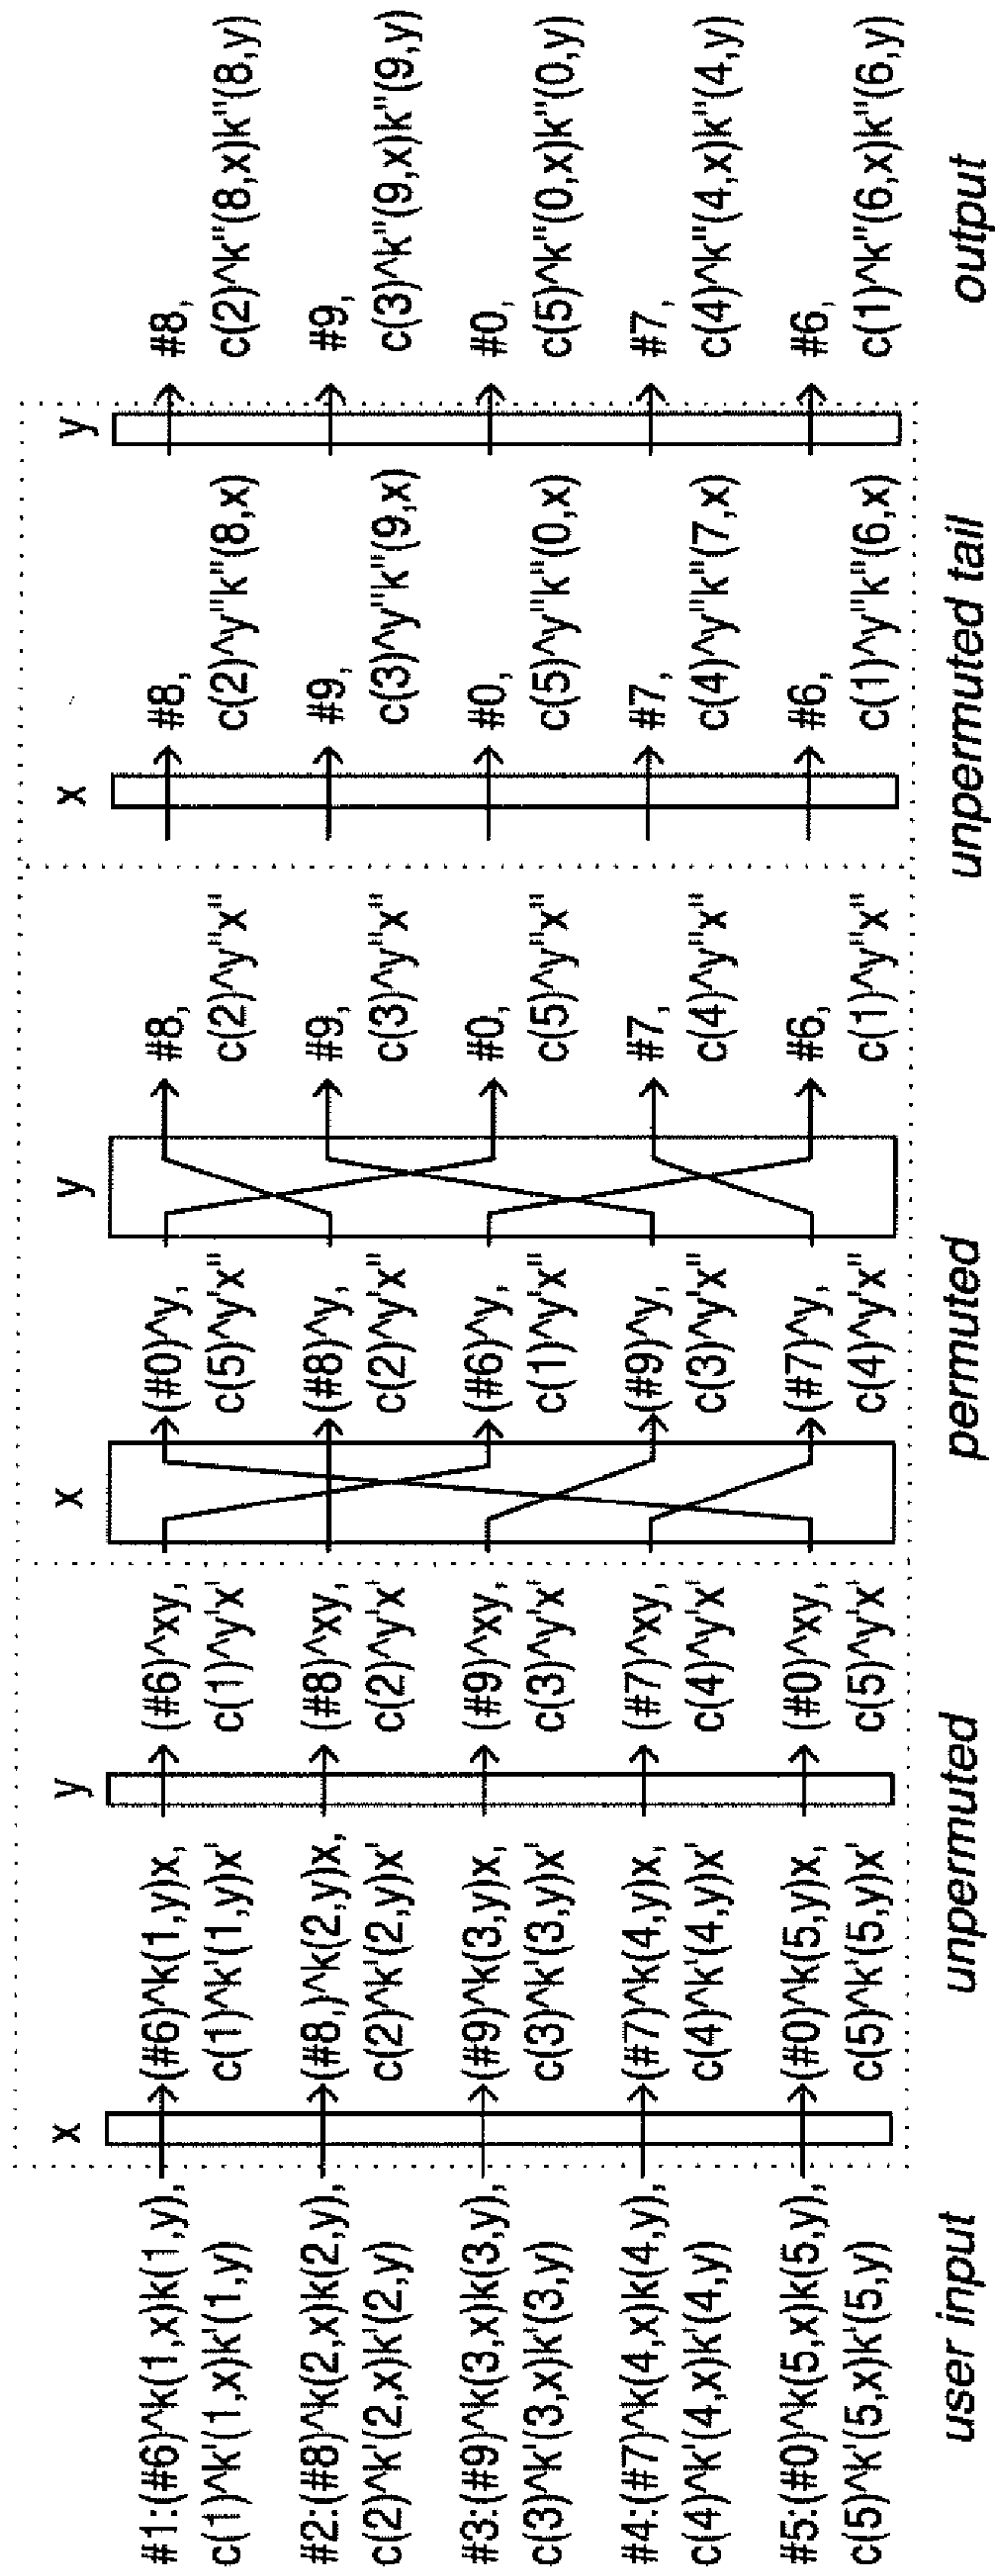 #1:(#6)^k(1,x)k(1,y),
c(1)^k'(1,x)k'(1,y)
#2:(#8)^k(2,x)k(2,y),
c(2)^k'(2,x)k'(2,y)
#3:(#9)^k(3,x)k(3,y),
c(3)^k'(3,x)k'(3,y)
#4:(#7)^k(4,x)k(4,y),
c(4)^k'(4,x)k'(4,y)
#5:(#0)^k(5,x)k(5,y),
c(5)^k'(5,x)k'(5,y)
user input
x
(#6)^k(1,y)x,
c(1)^k'(1,y)x'
(#8,)^k(2,y)x,
c(2)^k'(2,y)x'
(#9)^k(3,y)x,
c(3)^k'(3,y)x'
(#7)^k(4,y)x,
c(4)^k'(4,y)x'
(#0)^k(5,y)x,
c(5)^k'(5,y)x'
y
(#6)^xy,
c(1)^y'x'
(#8)^xy,
c(2)^y'x'
(#9)^xy,
c(3)^y'x'
(#7)^xy,
c(4)^y'x'
(#0)^xy,
c(5)^y'x'
unpermuted
x
(#0)^y,
c(5)^y'x"
(#8)^y,
c(2)^y'x"
(#6)^y,
c(1)^y'x"
(#9)^y,
c(3)^y'x"
(#7)^y,
c(4)^y'x"
y
#8,
c(2)^y"x"
#9,
c(3)^y"x"
#0,
c(5)^y"x"
#7,
c(4)^y"x"
#6,
c(1)^y"x"
permuted
x
#8,
c(2)^y"k"(8,x)
#9,
c(3)^y"k"(9,x)
#0,
c(5)^y"k"(0,x)
#7,
c(4)^y"k"(7,x)
#6,
c(1)^y"k"(6,x)
y
unpermuted tail
#8,
c(2)^k"(8,x)k"(8,y)
#9,
c(3)^k"(9,x)k"(9,y)
#0,
c(5)^k"(0,x)k"(0,y)
#7,
c(4)^k"(4,x)k"(4,y)
#6,
c(1)^k"(6,x)k"(6,y)
output